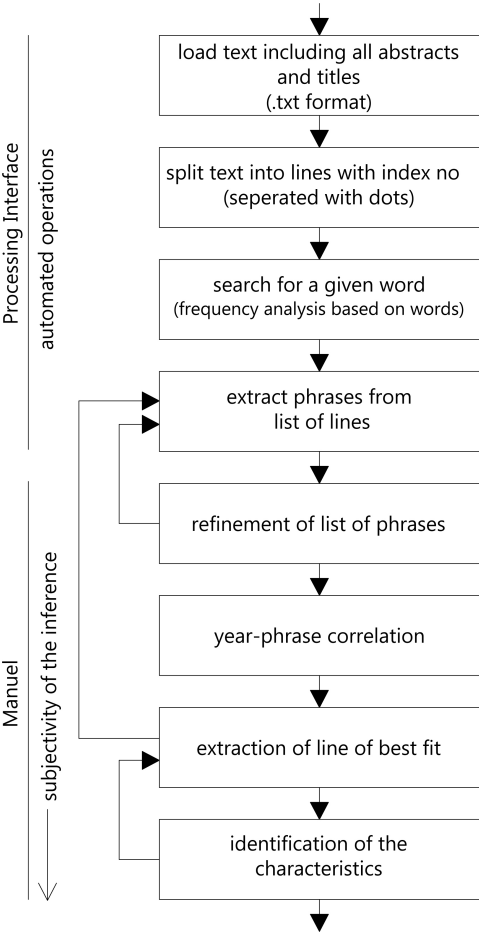 load text including all abstracts
and titles
(.txt format)
split text into lines with index no
(seperated with dots)
search for a given word
(frequency analysis based on words)
extract phrases from
list of lines
refinement of list of phrases
year-phrase correlation
extraction of line of best fit
identification of the
characteristics
Processing Interface
automated operations
Manuel
subjectivity of the inference